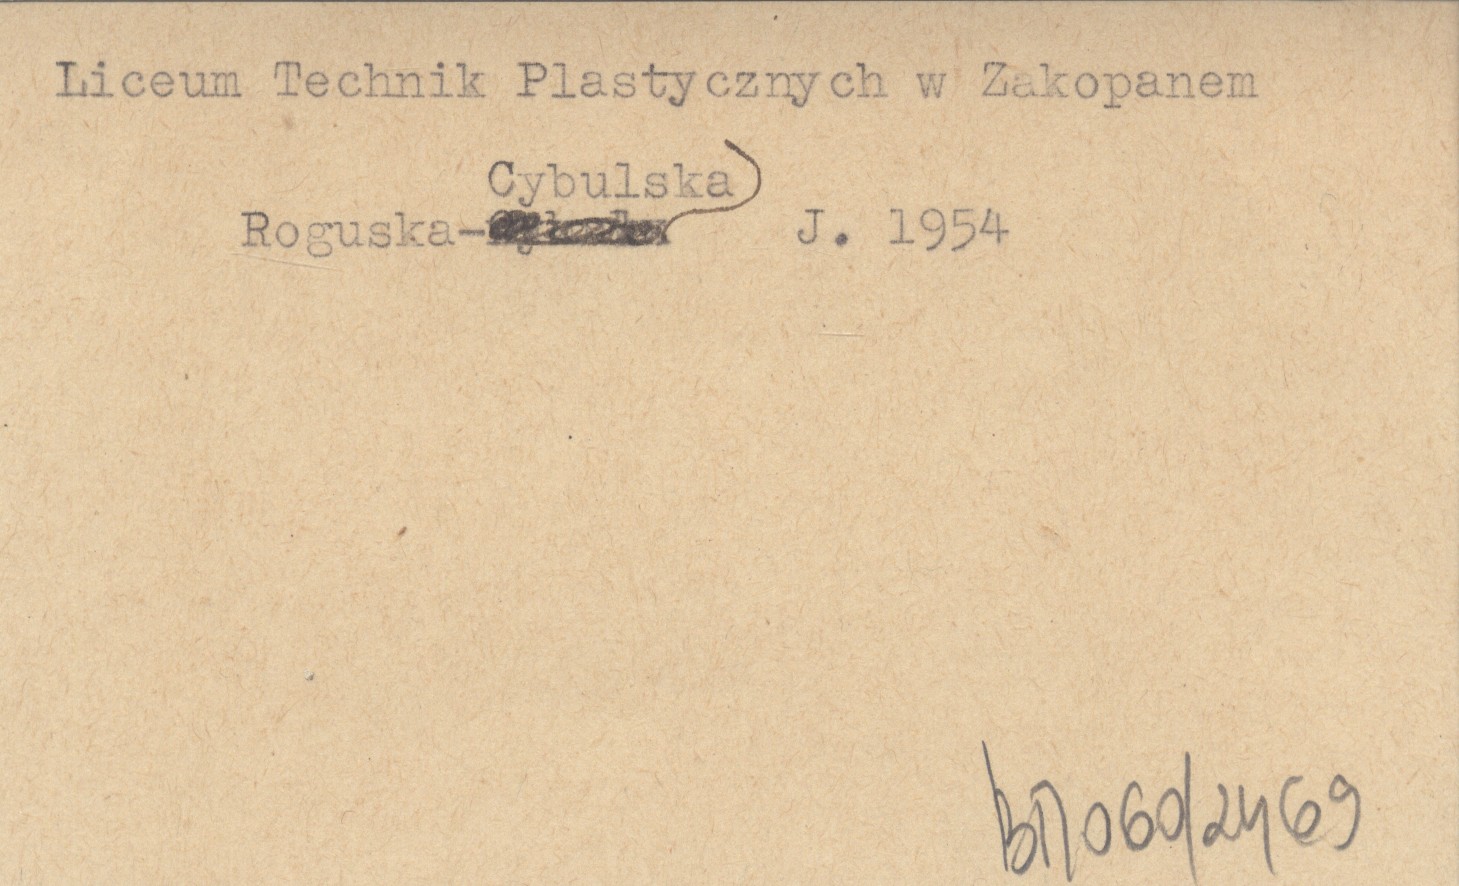 Liceum Technik Plastycznych w Zakopanem
Cybulska
Roguska- J. 1954